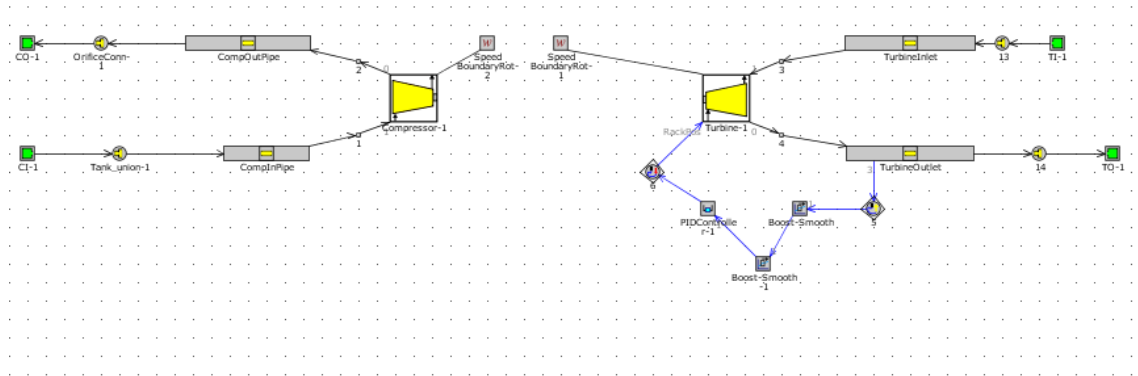 CO-1
OrificeConn-
1
CompOutPipe
2
0
W
Speed
BoundaryRot-
2
W
Speed
BoundaryRot-
1
3
1
TurbineInlet
13
TI-1
Compressor-1
1
RackPos
Turbine-1
0
4
CI-1
Tank_union-1
CompInPipe
6
TurbineOutlet
3
14
TO-1
PIDControlle
r-1
Boost-Smooth
5
Boost-Smooth
-1